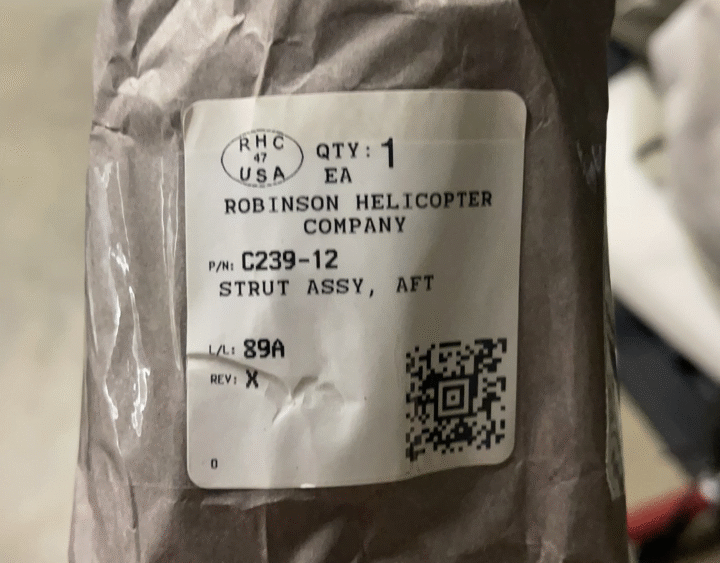 RHC
47
USA
QTY: 1
EA
ROBINSON HELICOPTER
COMPANY
P/N: C239-12
STRUT ASSY, AFT
L/L: 89A
REV: X
0